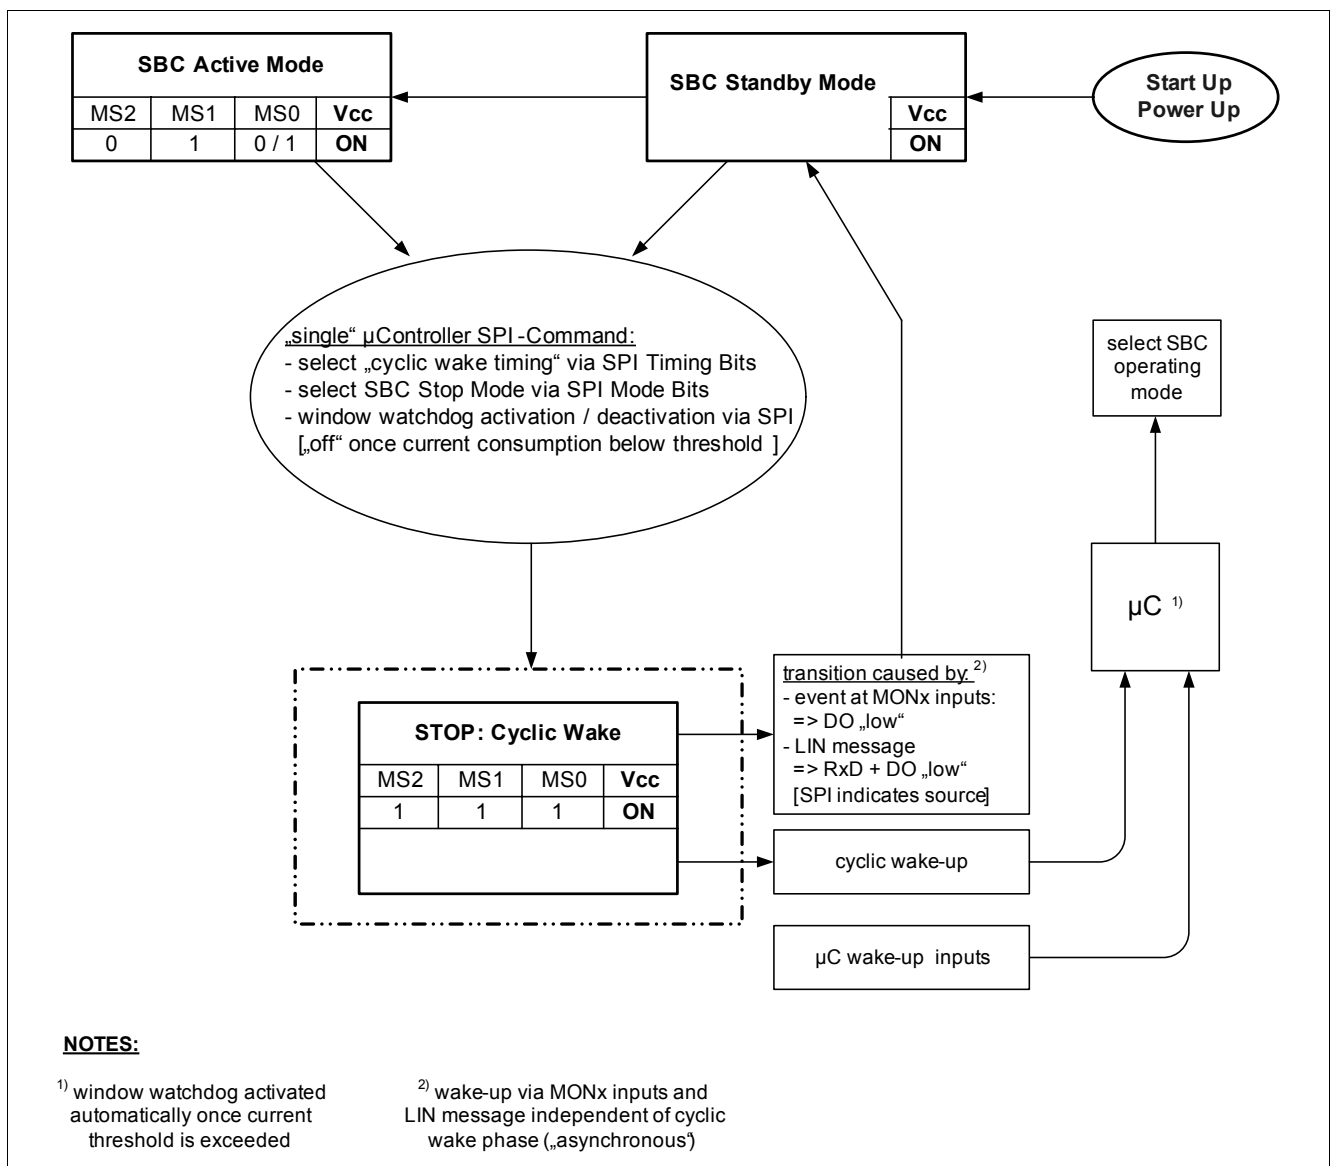 SBC Active Mode
MS2 MS1 MS0 Vcc
0 1 0 / 1 ON
SBC Standby Mode
Vcc
ON
Start Up
Power Up
„single“ µController SPI -Command:
- select „cyclic wake timing“ via SPI Timing Bits
- select SBC Stop Mode via SPI Mode Bits
- window watchdog activation / deactivation via SPI
[„off“ once current consumption below threshold ]
select SBC
operating
mode
µC 1)
STOP: Cyclic Wake
MS2 MS1 MS0 Vcc
1 1 1 ON
transition caused by: 2)
- event at MONx inputs:
=> DO „low“
- LIN message
=> RxD + DO „low“
[SPI indicates source]
cyclic wake-up
µC wake-up inputs
NOTES:
1) window watchdog activated
automatically once current
threshold is exceeded
2) wake-up via MONx inputs and
LIN message independent of cyclic
wake phase („asynchronous“)